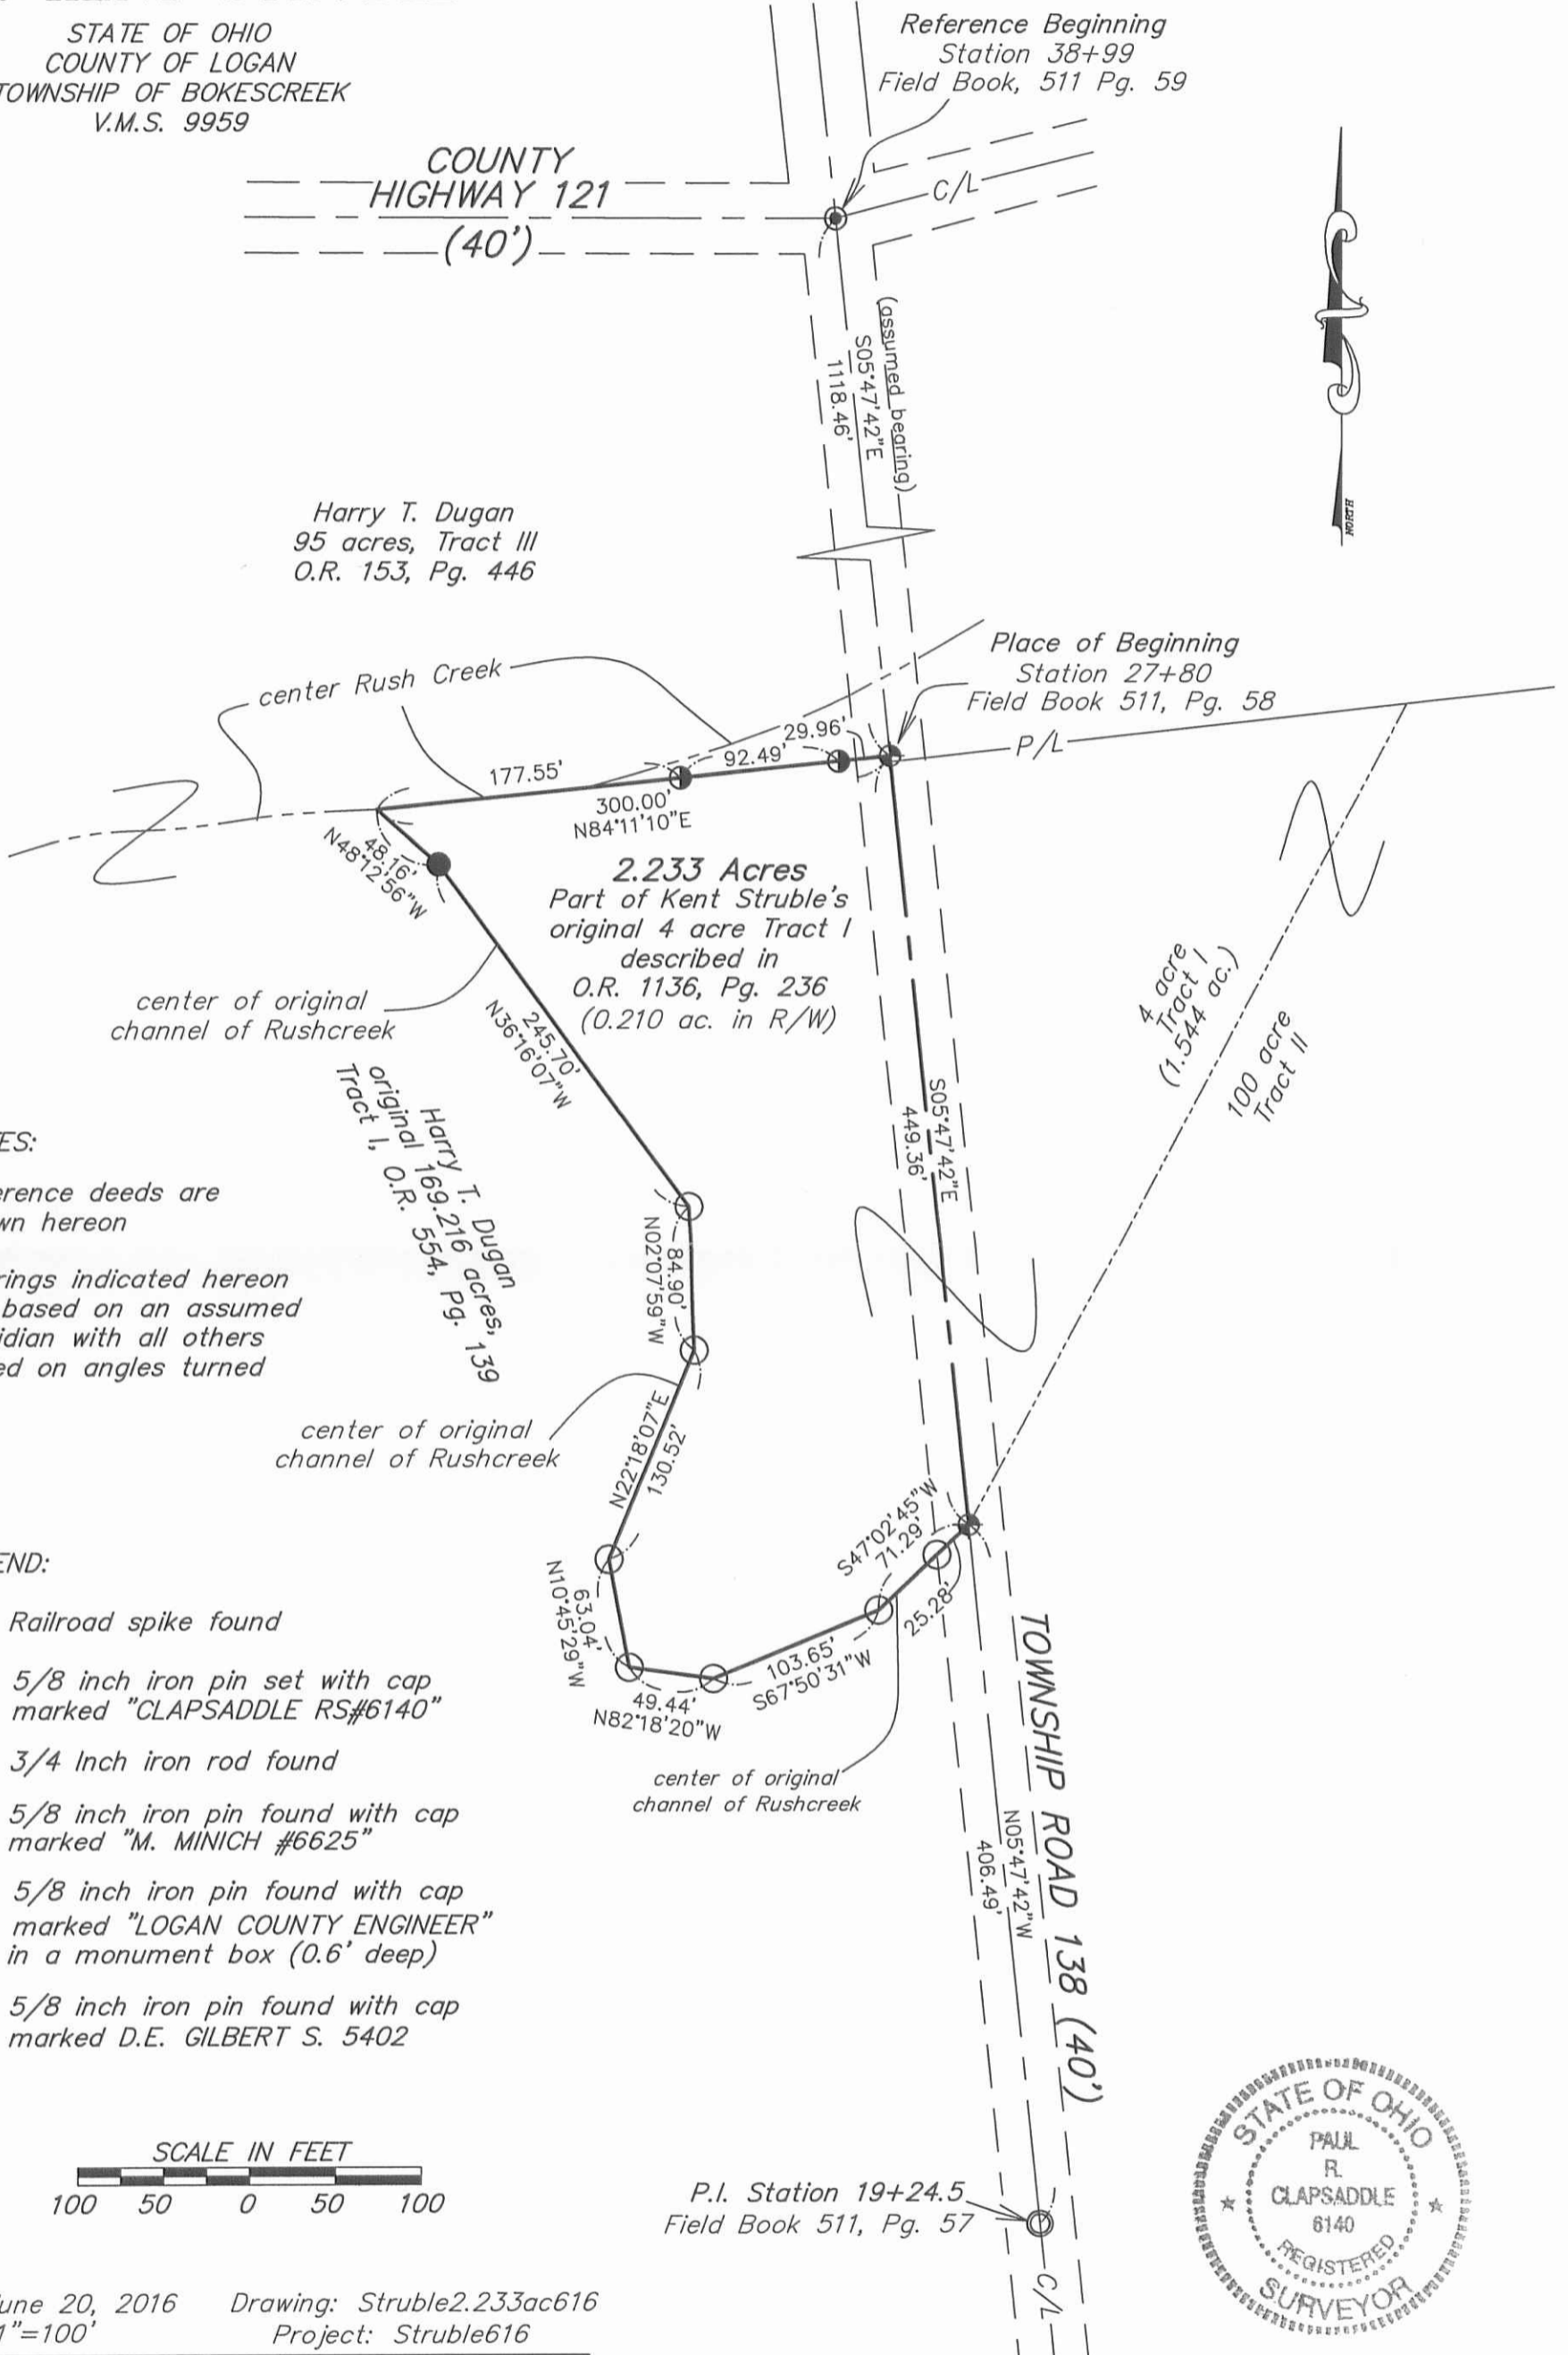 STATE OF OHIO
COUNTY OF LOGAN
TOWNSHIP OF BOKESCREEK
V.M.S. 9959
Reference Beginning
Station 38+99
Field Book, 511 Pg. 59
COUNTY
HIGHWAY 121
(40')
C/L
(assumed bearing)
S05°47'42"E
1118.46'
NORTH
Harry T. Dugan
95 acres, Tract III
O.R. 153, Pg. 446
center Rush Creek
Place of Beginning
Station 27+80
Field Book 511, Pg. 58
P/L
29.96'
92.49'
177.55'
300.00'
N84°11'10"E
48.16'
N48°12'56"W
2.233 Acres
Part of Kent Struble's
original 4 acre Tract I
described in
O.R. 1136, Pg. 236
(0.210 ac. in R/W)
center of original
channel of Rushcreek
245.70'
N36°16'07"W
4 acre
Tract I
(1.544 ac.)
100 acre
Tract II
S05°47'42"E
449.36'
Harry T. Dugan
original 169.216 acres,
Tract I, O.R. 554, Pg. 139
ES:
erence deeds are
wn hereon
rings indicated hereon
based on an assumed
idian with all others
ed on angles turned
84.90'
N02°07'59"W
center of original
channel of Rushcreek
N22°18'07"E
130.52'
63.04'
N10°45'29"W
49.44'
N82°18'20"W
103.65'
S67°50'31"W
S47°02'45"W
71.29'
25.28'
center of original
channel of Rushcreek
TOWNSHIP ROAD 138 (40')
N05°47'42"W
406.49'
END:
Railroad spike found
5/8 inch iron pin set with cap
marked "CLAPSADDLE RS#6140"
3/4 Inch iron rod found
5/8 inch iron pin found with cap
marked "M. MINICH #6625"
5/8 inch iron pin found with cap
marked "LOGAN COUNTY ENGINEER"
in a monument box (0.6' deep)
5/8 inch iron pin found with cap
marked D.E. GILBERT S. 5402
SCALE IN FEET
100 50 0 50 100
P.I. Station 19+24.5
Field Book 511, Pg. 57
C/L
STATE OF OHIO
PAUL
R.
CLAPSADDLE
6140
REGISTERED
SURVEYOR
une 20, 2016 Drawing: Struble2.233ac616
1"=100' Project: Struble616